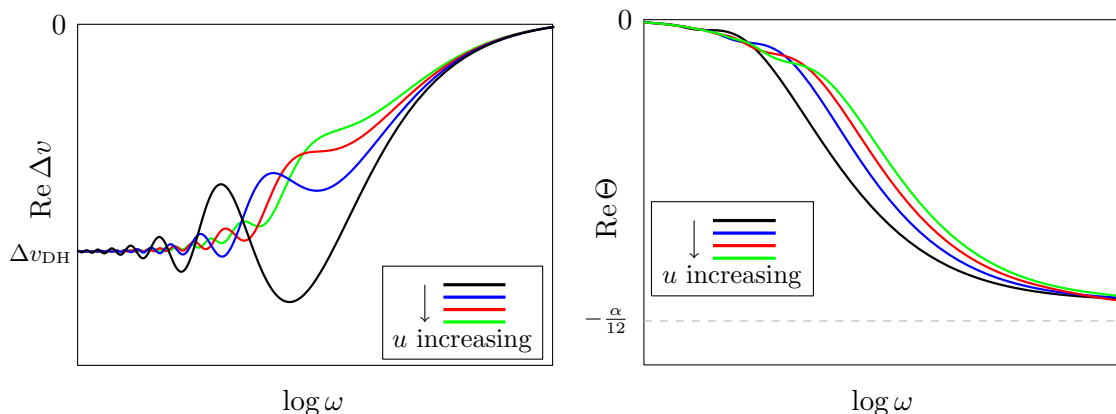 0
Re Δv
Δv_DH
u increasing
log ω
0
Re Θ
u increasing
−α/12
log ω